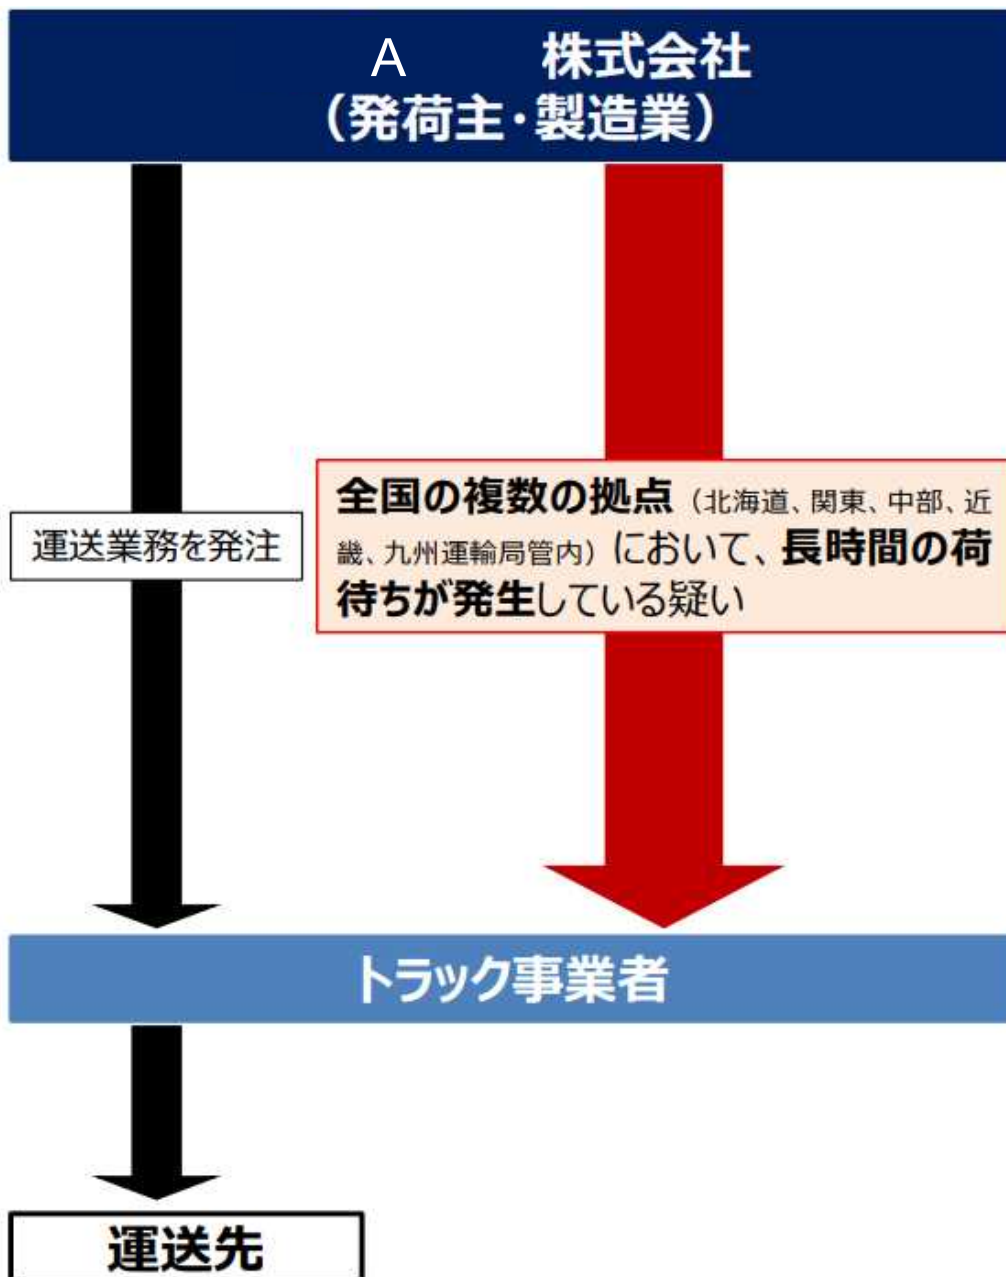 A 株式会社
（発荷主・製造業）
運送業務を発注
全国の複数の拠点（北海道、関東、中部、近
畿、九州運輸局管内）において、長時間の荷
待ちが発生している疑い
トラック事業者
運送先